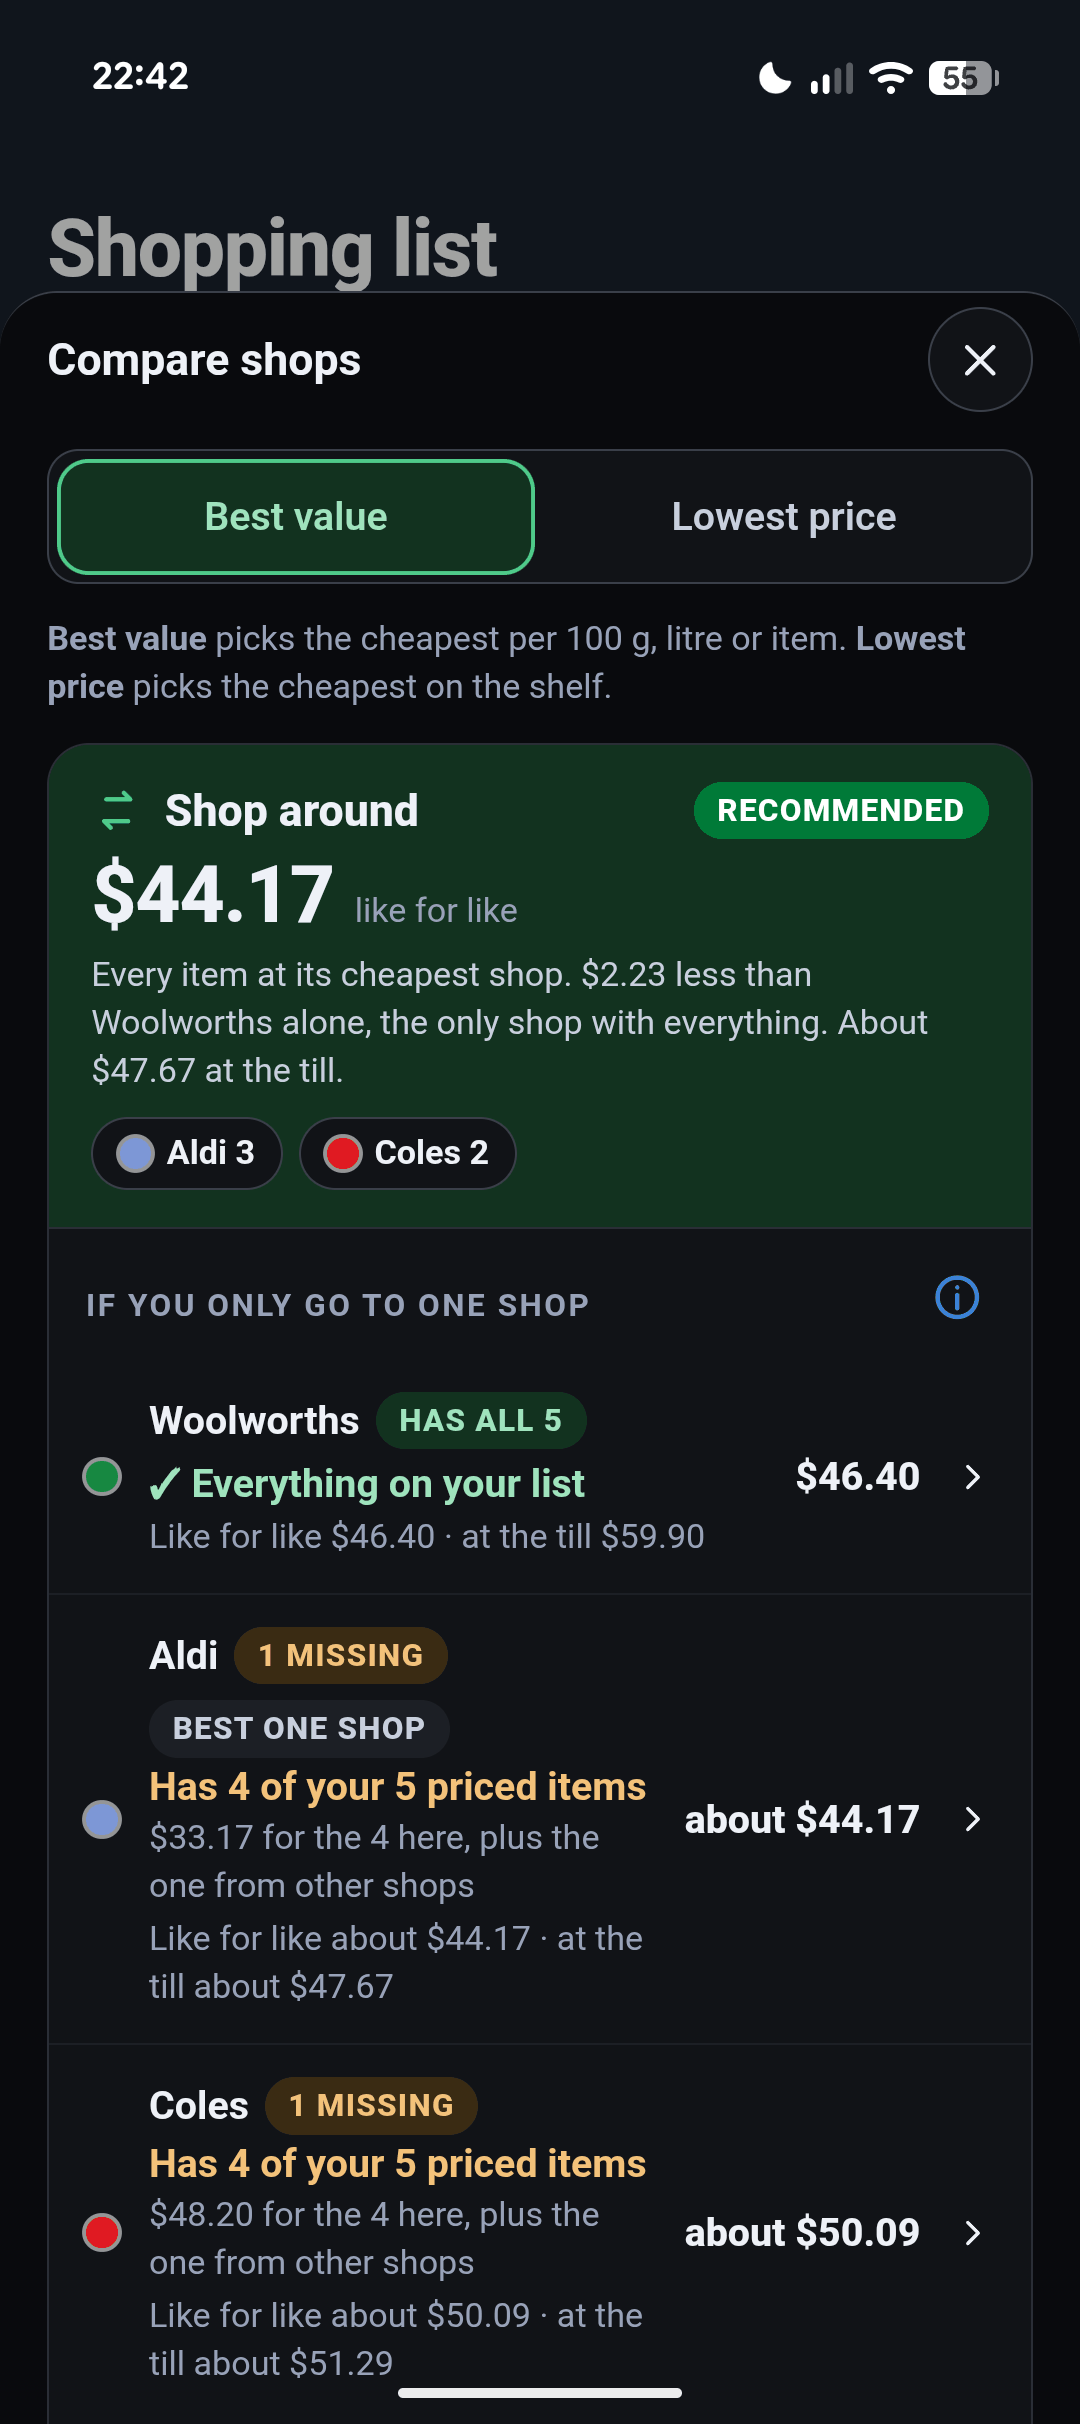 22:42
55
Shopping list
Compare shops
Best value
Lowest price
Best value picks the cheapest per 100 g, litre or item. Lowest
price picks the cheapest on the shelf.
Shop around
RECOMMENDED
$44.17 like for like
Every item at its cheapest shop. $2.23 less than
Woolworths alone, the only shop with everything. About
$47.67 at the till.
Aldi 3
Coles 2
IF YOU ONLY GO TO ONE SHOP
Woolworths HAS ALL 5
✓ Everything on your list
$46.40
Like for like $46.40 · at the till $59.90
Aldi 1 MISSING
BEST ONE SHOP
Has 4 of your 5 priced items
about $44.17
$33.17 for the 4 here, plus the
one from other shops
Like for like about $44.17 · at the
till about $47.67
Coles 1 MISSING
Has 4 of your 5 priced items
$48.20 for the 4 here, plus the
about $50.09
one from other shops
Like for like about $50.09 · at the
till about $51.29